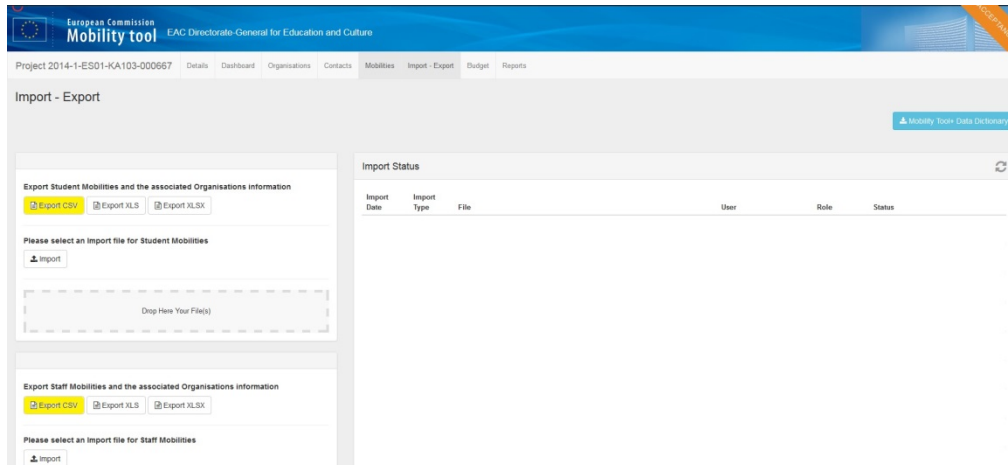 European Commission
Mobility tool EAC Directorate-General for Education and Culture
ACCEPTAN
Project 2014-1-ES01-KA103-000667 Details Dashboard Organisations Contacts Mobilities Import - Export Budget Reports
Import - Export
Mobility Tool+ Data Dictionary
Export Student Mobilities and the associated Organisations information
Export CSV Export XLS Export XLSX
Please select an import file for Student Mobilities
Import
Drop Here Your File(s)
Export Staff Mobilities and the associated Organisations information
Export CSV Export XLS Export XLSX
Please select an import file for Staff Mobilities
Import
Import Status
Import Date Import Type File User Role Status